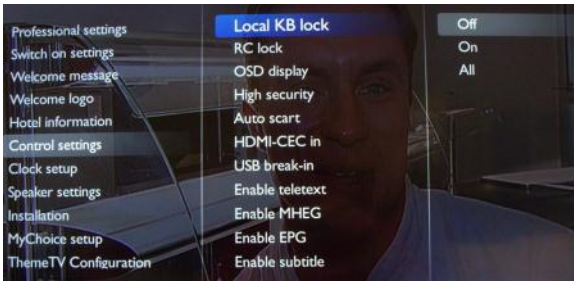 Professional settings
Switch on settings
Welcome message
Welcome logo
Hotel information
Control settings
Clock setup
Speaker settings
Installation
MyChoice setup
ThemeTV Configuration
Local KB lock
RC lock
OSD display
High security
Auto scart
HDMI-CEC in
USB break-in
Enable teletext
Enable MHEG
Enable EPG
Enable subtitle
Off
On
All